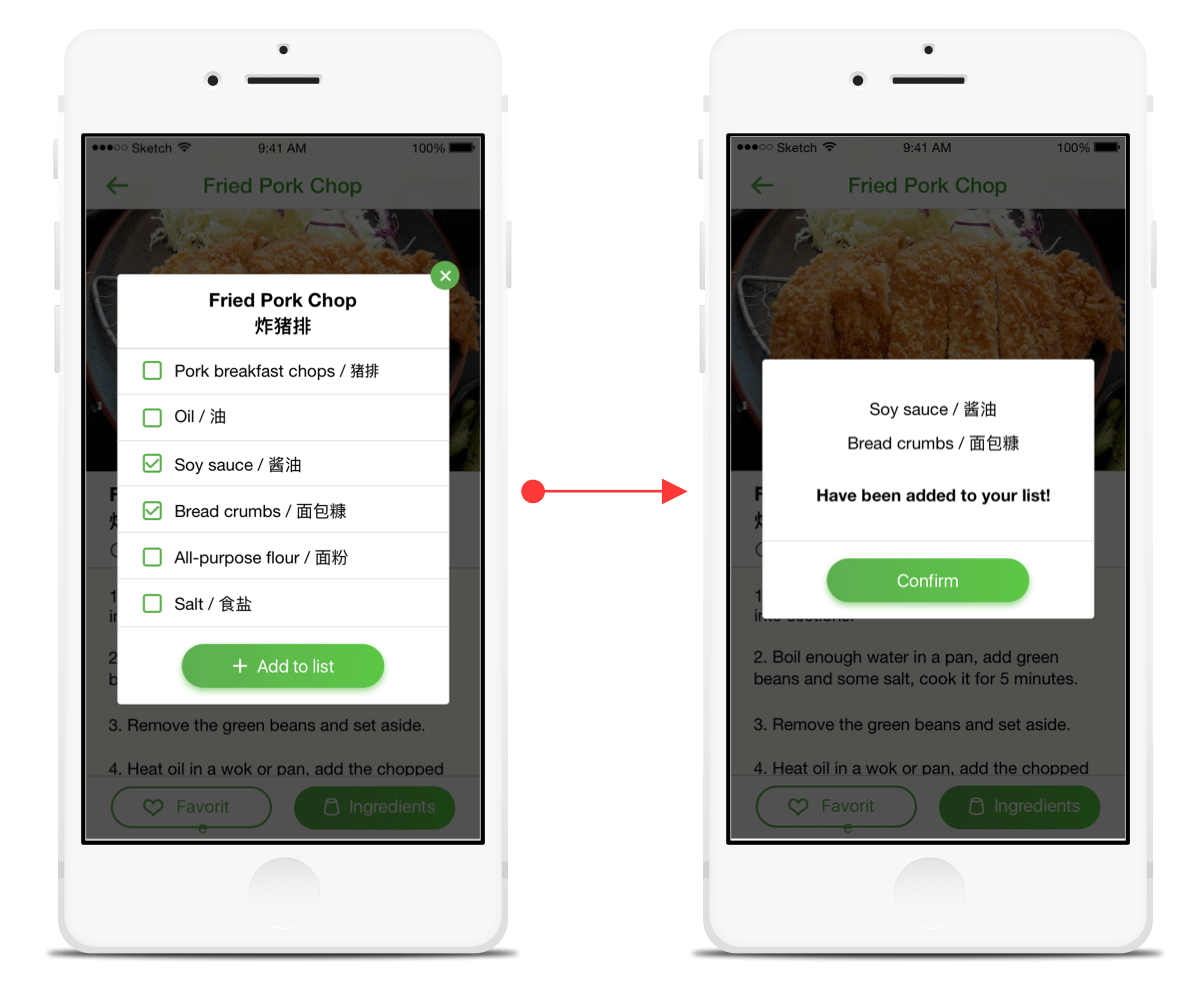 Sketch 9:41 AM 100%
Fried Pork Chop
Fried Pork Chop
炸猪排
Pork breakfast chops / 猪排
Oil / 油
Soy sauce / 酱油
Bread crumbs / 面包糠
All-purpose flour / 面粉
Salt / 食盐
+ Add to list
3. Remove the green beans and set aside.
4. Heat oil in a wok or pan, add the chopped
Favorit
e
Ingredients
Sketch 9:41 AM 100%
Fried Pork Chop
Soy sauce / 酱油
Bread crumbs / 面包糠
Have been added to your list!
Confirm
into sections.
2. Boil enough water in a pan, add green
beans and some salt, cook it for 5 minutes.
3. Remove the green beans and set aside.
4. Heat oil in a wok or pan, add the chopped
Favorit
e
Ingredients